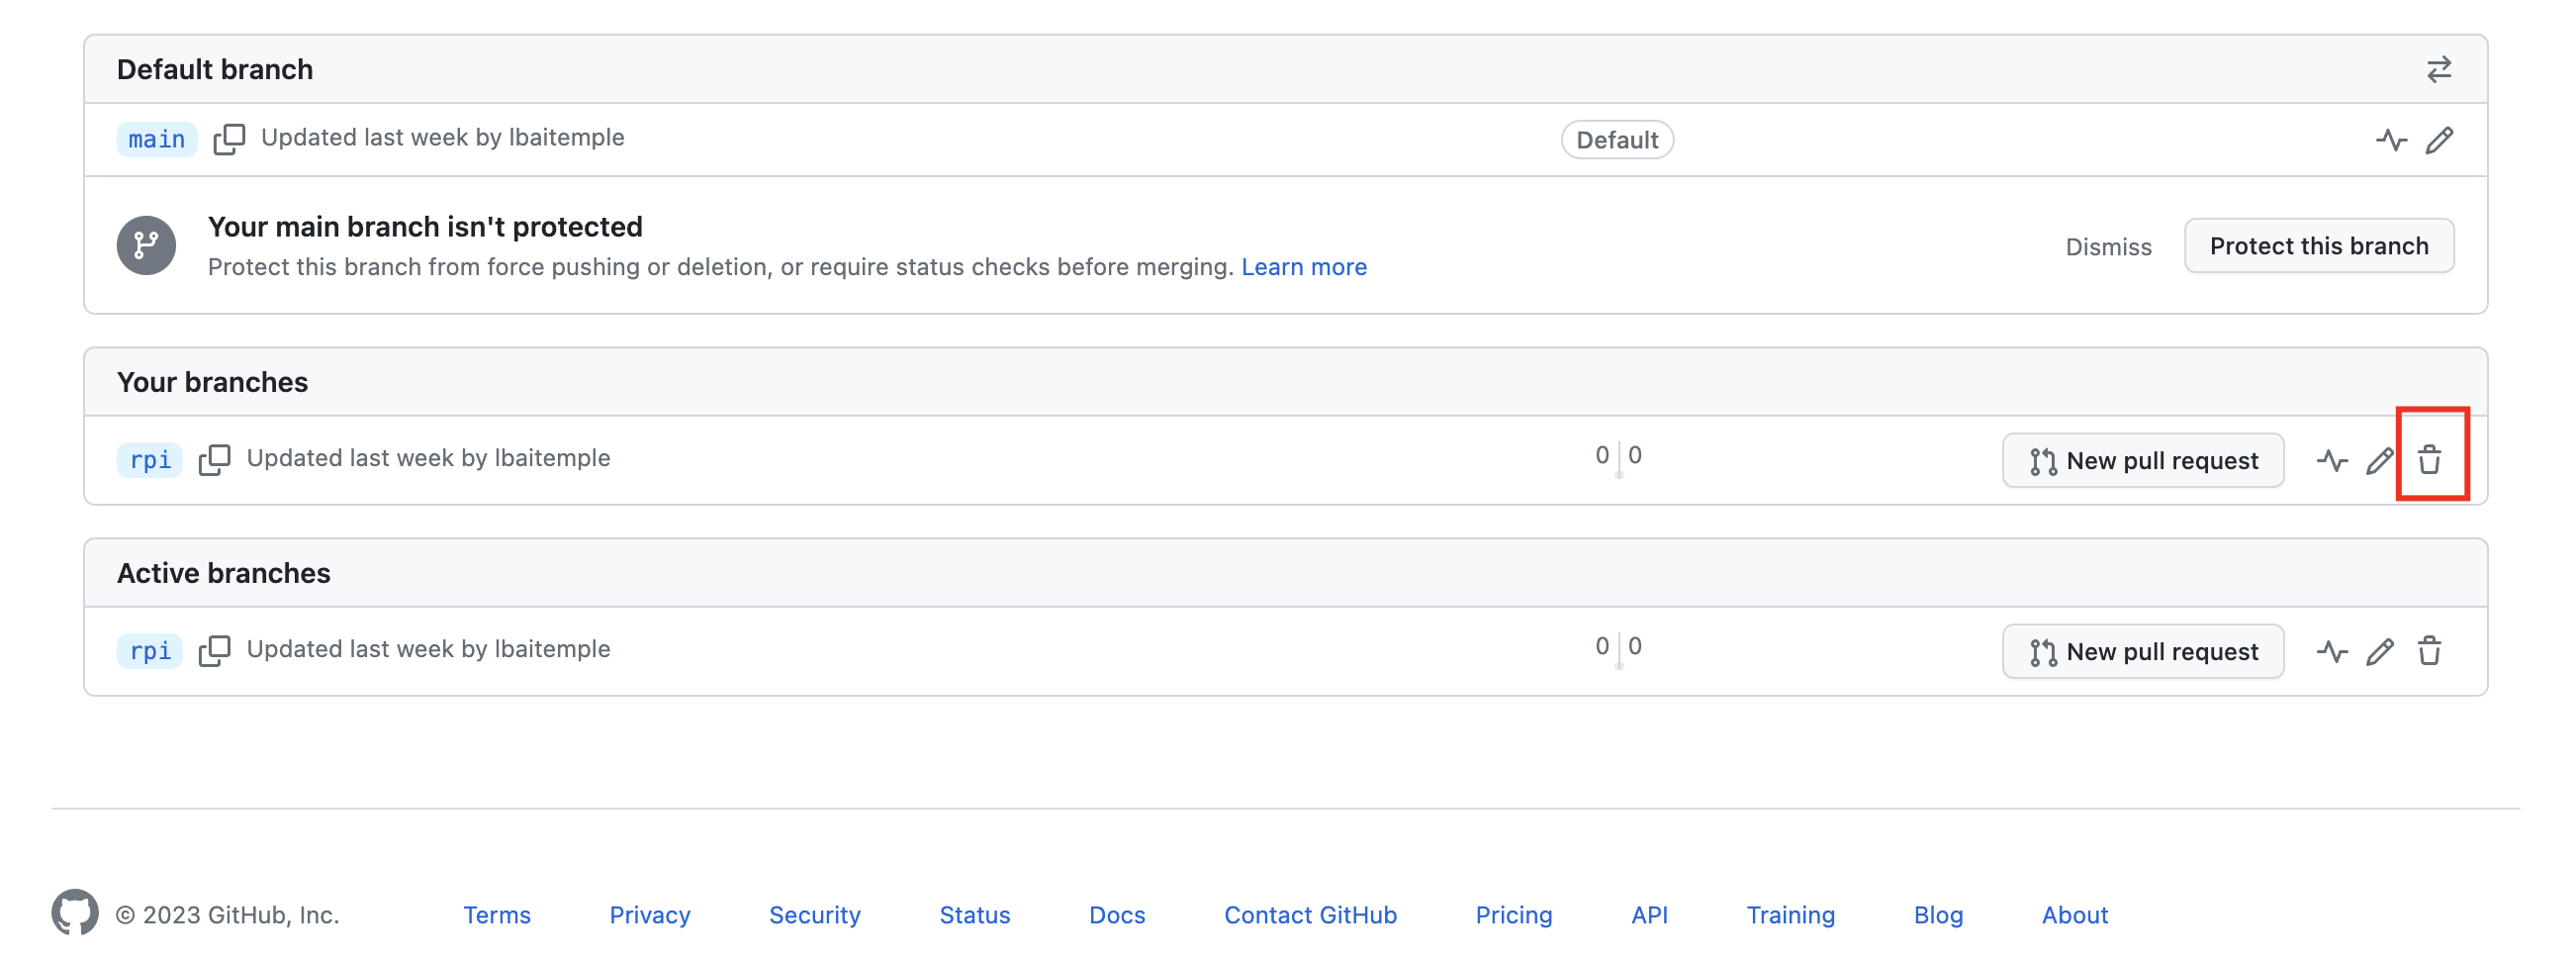 Default branch
main Updated last week by lbaitemple Default
Your main branch isn't protected
Protect this branch from force pushing or deletion, or require status checks before merging. Learn more
Dismiss Protect this branch
Your branches
rpi Updated last week by lbaitemple 0 0 New pull request
Active branches
rpi Updated last week by lbaitemple 0 0 New pull request
© 2023 GitHub, Inc. Terms Privacy Security Status Docs Contact GitHub Pricing API Training Blog About